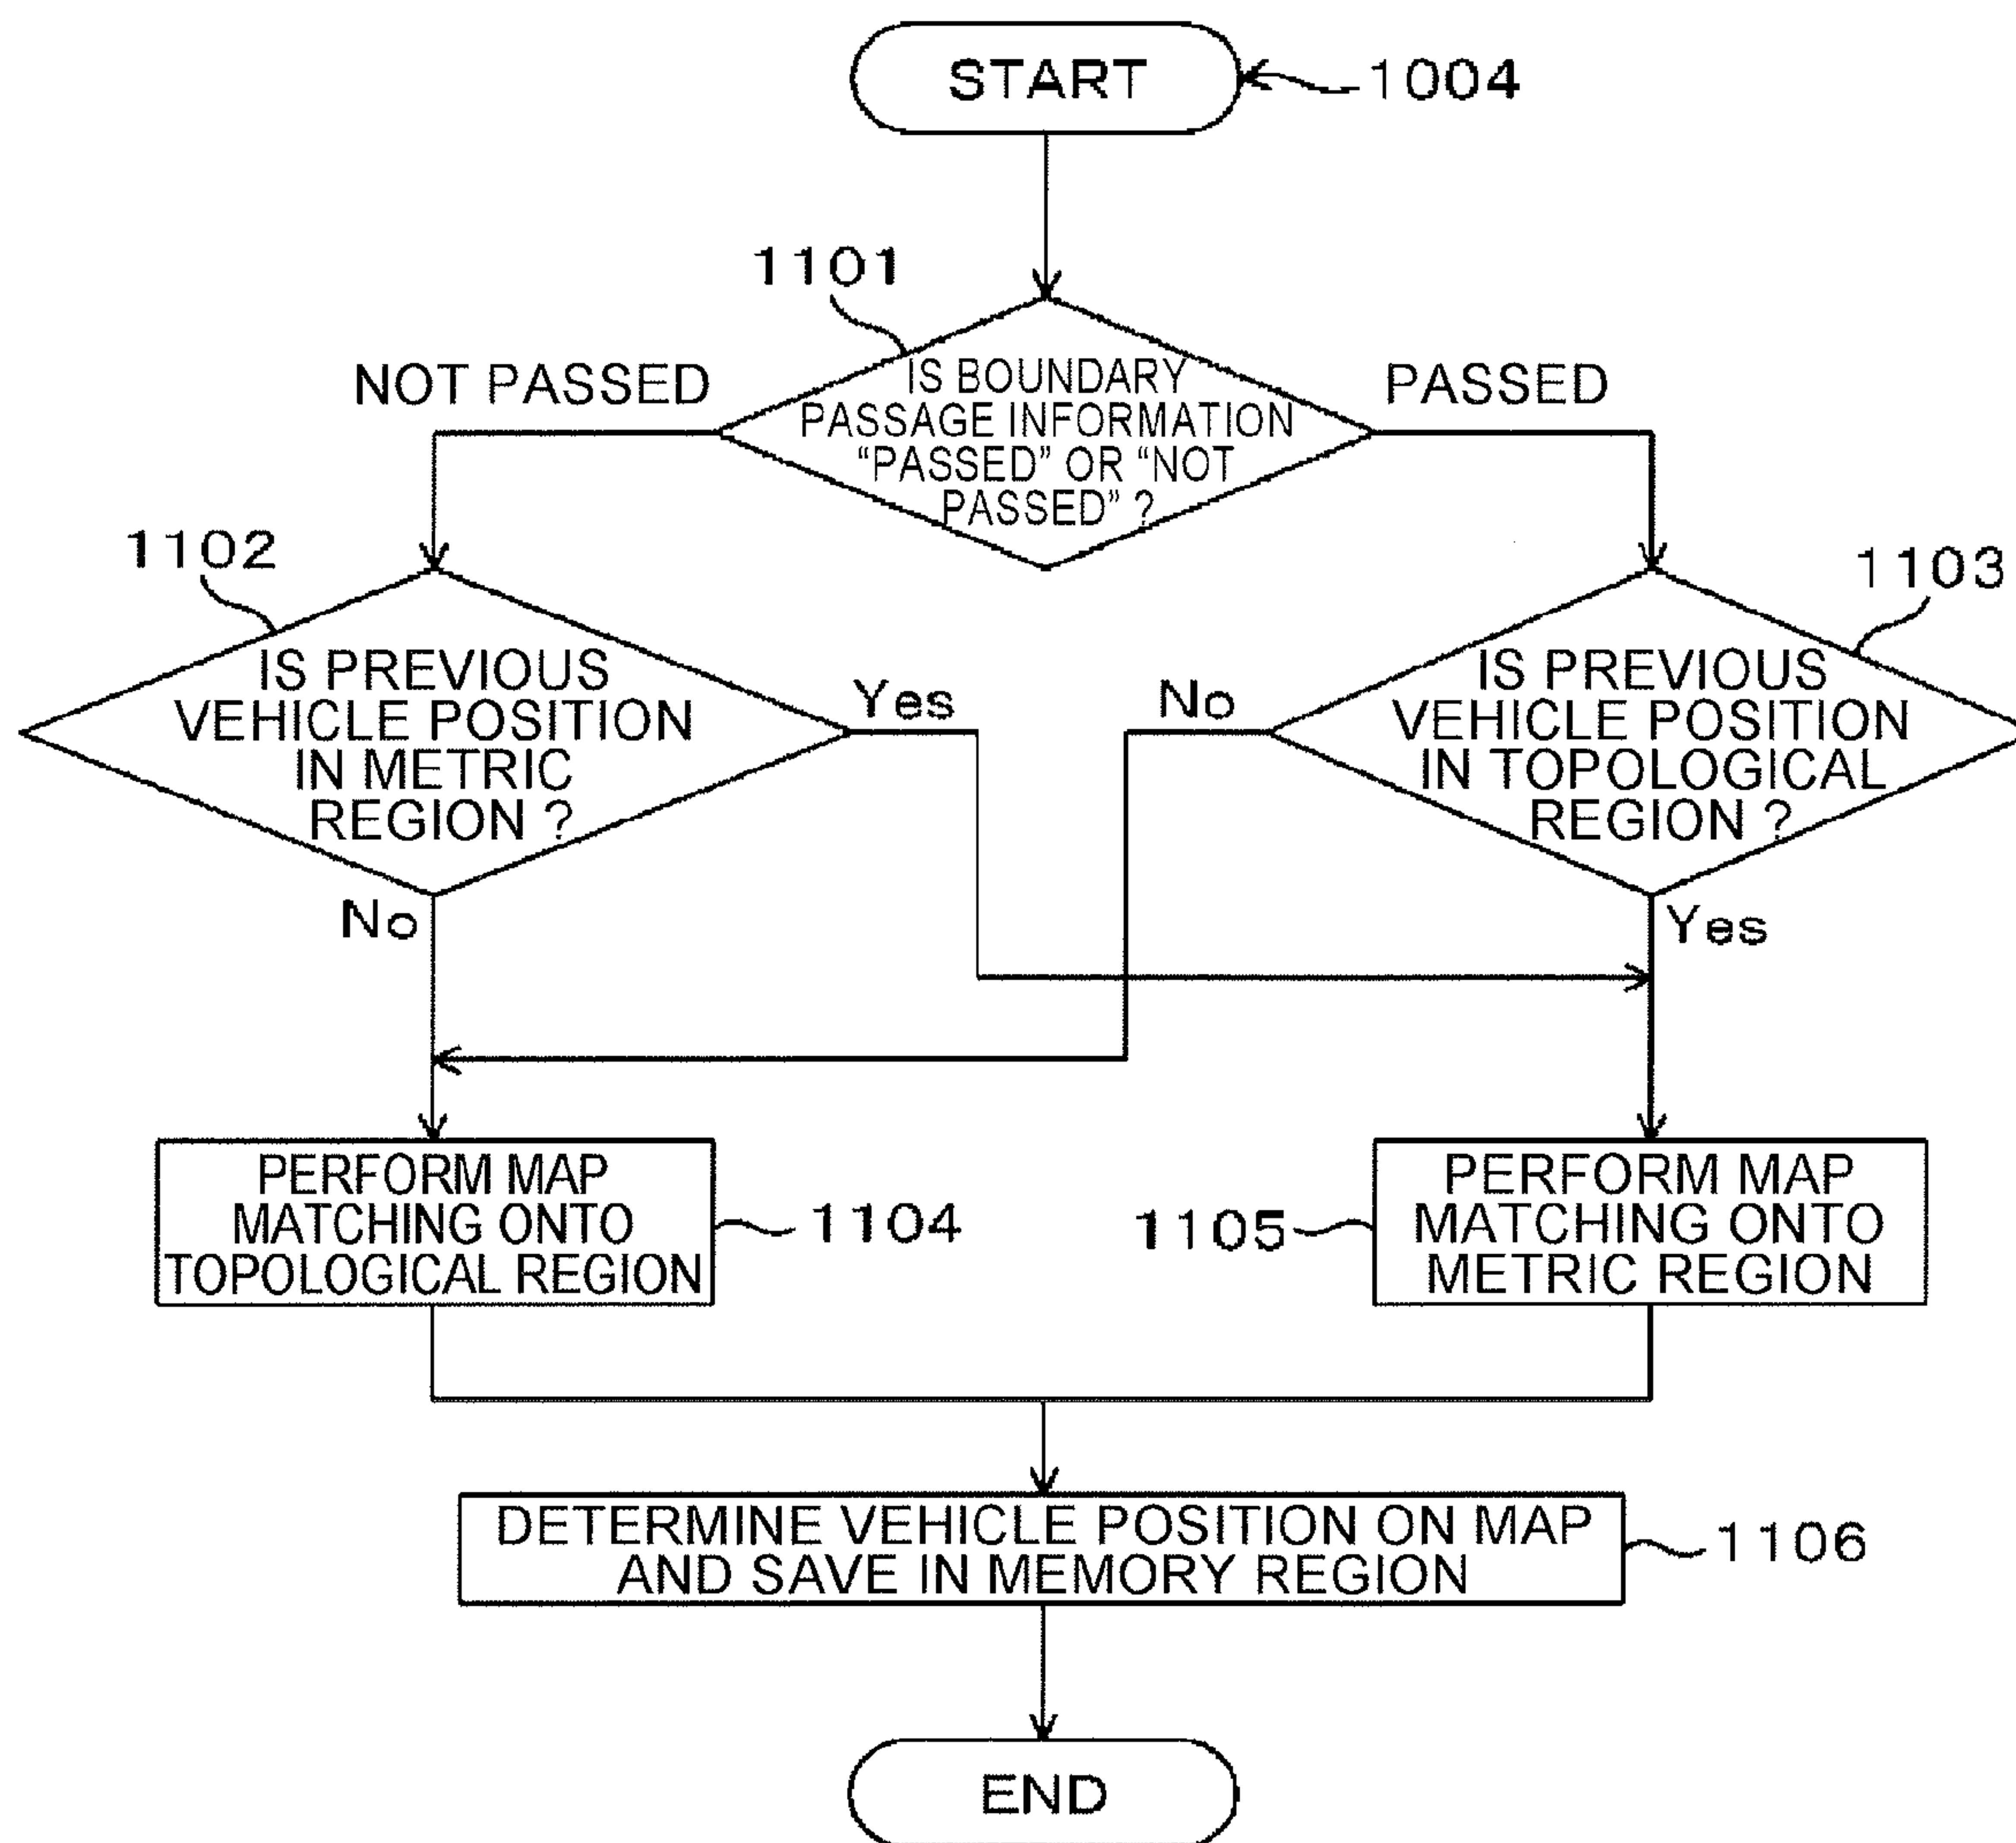 START
1004
1101
IS BOUNDARY
PASSAGE INFORMATION
“PASSED” OR “NOT
PASSED” ?
NOT PASSED
PASSED
1102
IS PREVIOUS
VEHICLE POSITION
IN METRIC
REGION ?
Yes
No
1103
IS PREVIOUS
VEHICLE POSITION
IN TOPOLOGICAL
REGION ?
No
Yes
PERFORM MAP
MATCHING ONTO
TOPOLOGICAL REGION
1104
1105
PERFORM MAP
MATCHING ONTO
METRIC REGION
DETERMINE VEHICLE POSITION ON MAP
AND SAVE IN MEMORY REGION
1106
END